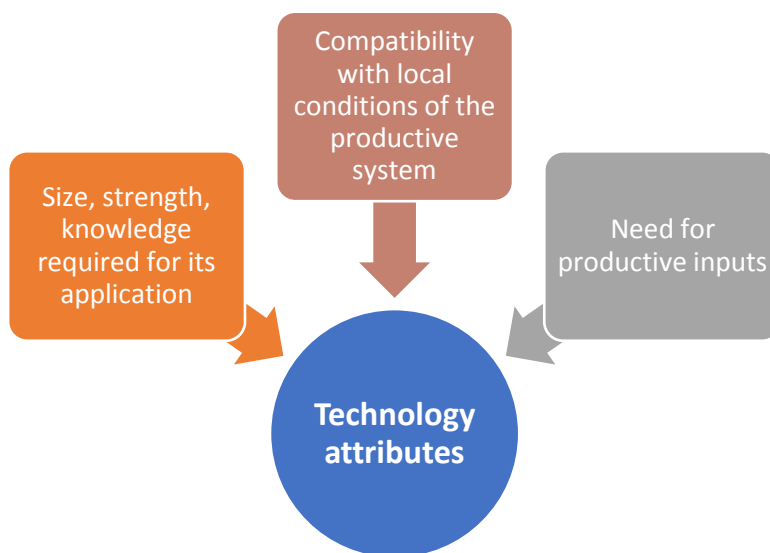 Compatibility
with local
conditions of the
productive
system
Size, strength,
knowledge
required for its
application
Need for
productive inputs
Technology
attributes